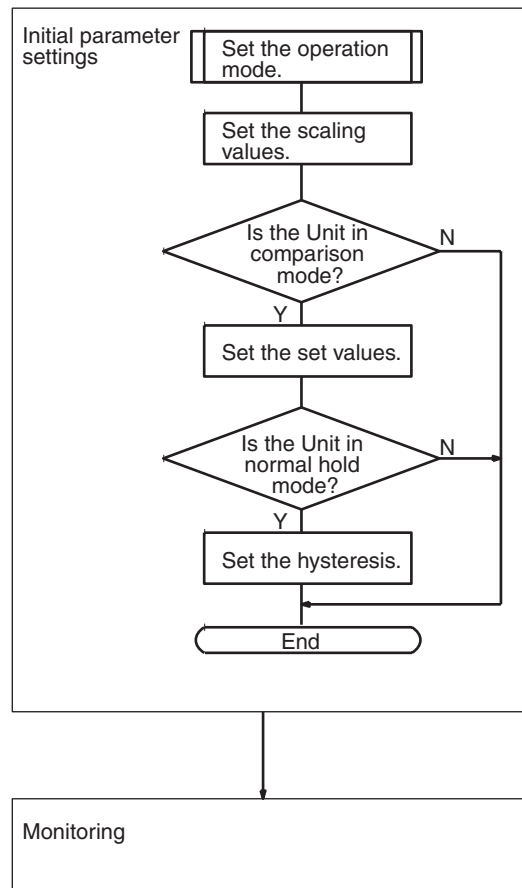 Initial parameter
settings
Set the operation
mode.
Set the scaling
values.
Is the Unit in
comparison
mode?
N
Y
Set the set values.
Is the Unit in
normal hold
mode?
N
Y
Set the hysteresis.
End
Monitoring